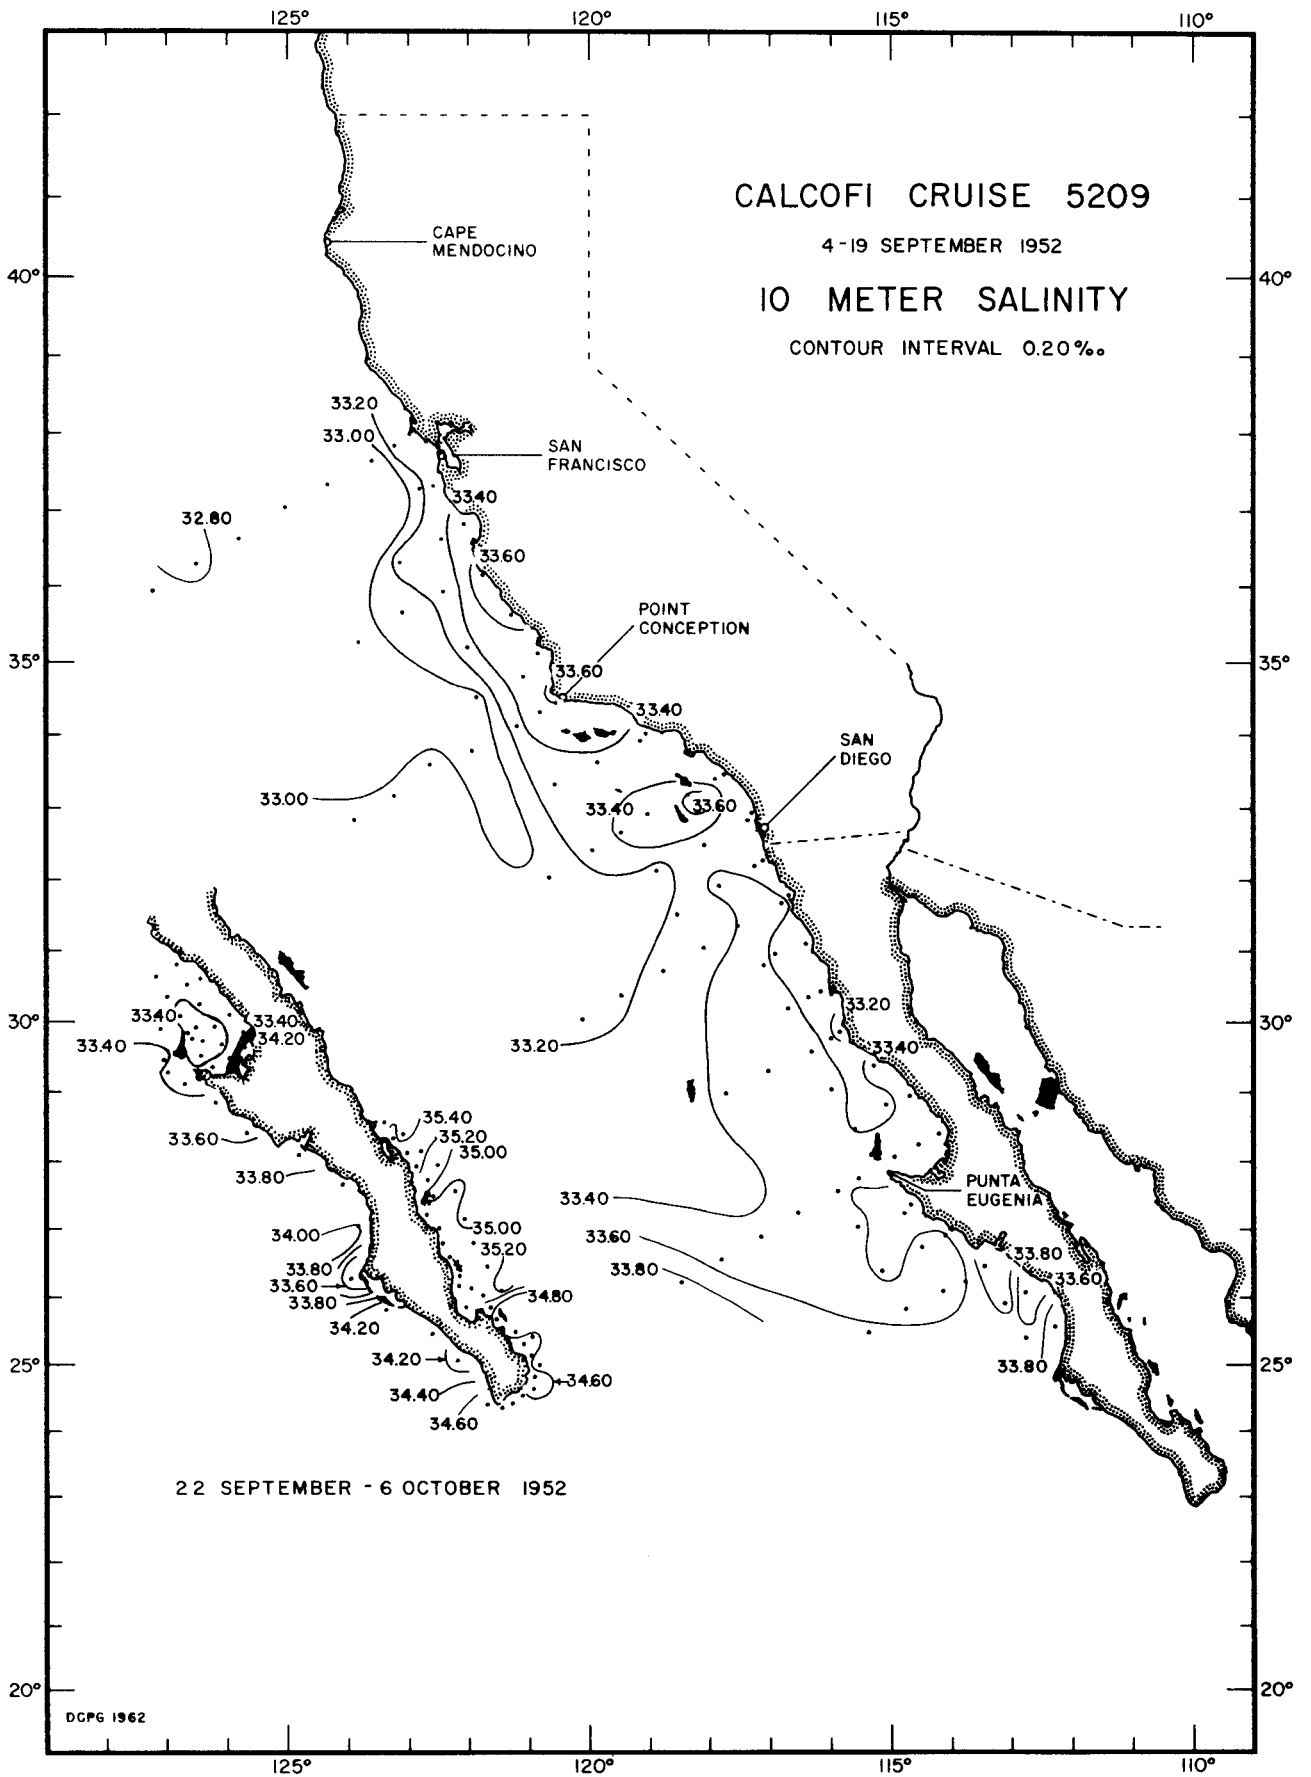 125° 120° 115° 110°
CALCOFI CRUISE 5209
4-19 SEPTEMBER 1952
10 METER SALINITY
CONTOUR INTERVAL 0.20‰
CAPE
MENDOCINO
40° 40°
33.20
33.00
SAN
FRANCISCO
33.40
32.80
33.60
POINT
CONCEPTION
35° 35°
33.60
33.40
SAN
DIEGO
33.00
33.40 33.60
30° 30°
33.20
33.40
33.20
33.40
33.40
34.20
33.40
33.60
33.80
35.40
35.20
35.00
PUNTA
EUGENIA
33.40
33.60
33.80
34.00
33.80
33.60
33.80
34.20
35.00
35.20
34.80
33.80
33.60
33.80
25° 25°
34.20
34.40
34.60
34.60
22 SEPTEMBER - 6 OCTOBER 1952
20° 20°
DGPG 1962
125° 120° 115° 110°